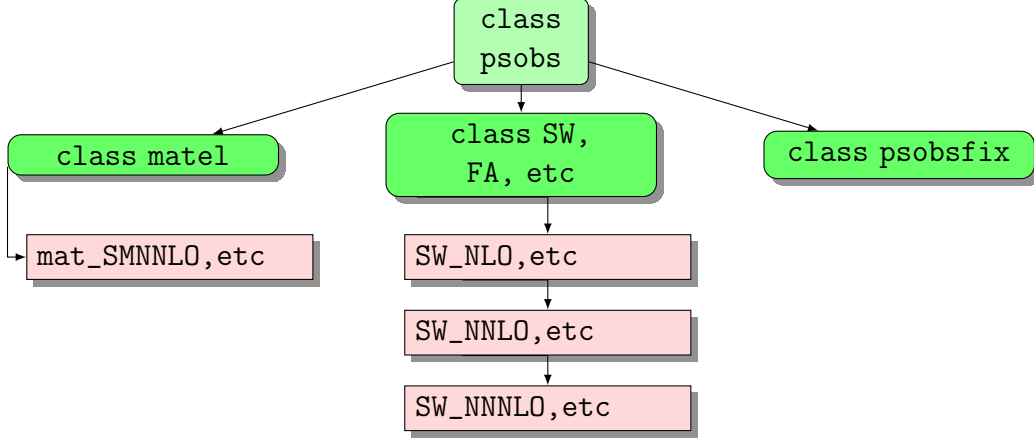 class
psobs
class matel
class SW,
FA, etc
class psobsfix
mat_SMNNLO,etc
SW_NLO,etc
SW_NNLO,etc
SW_NNNLO,etc